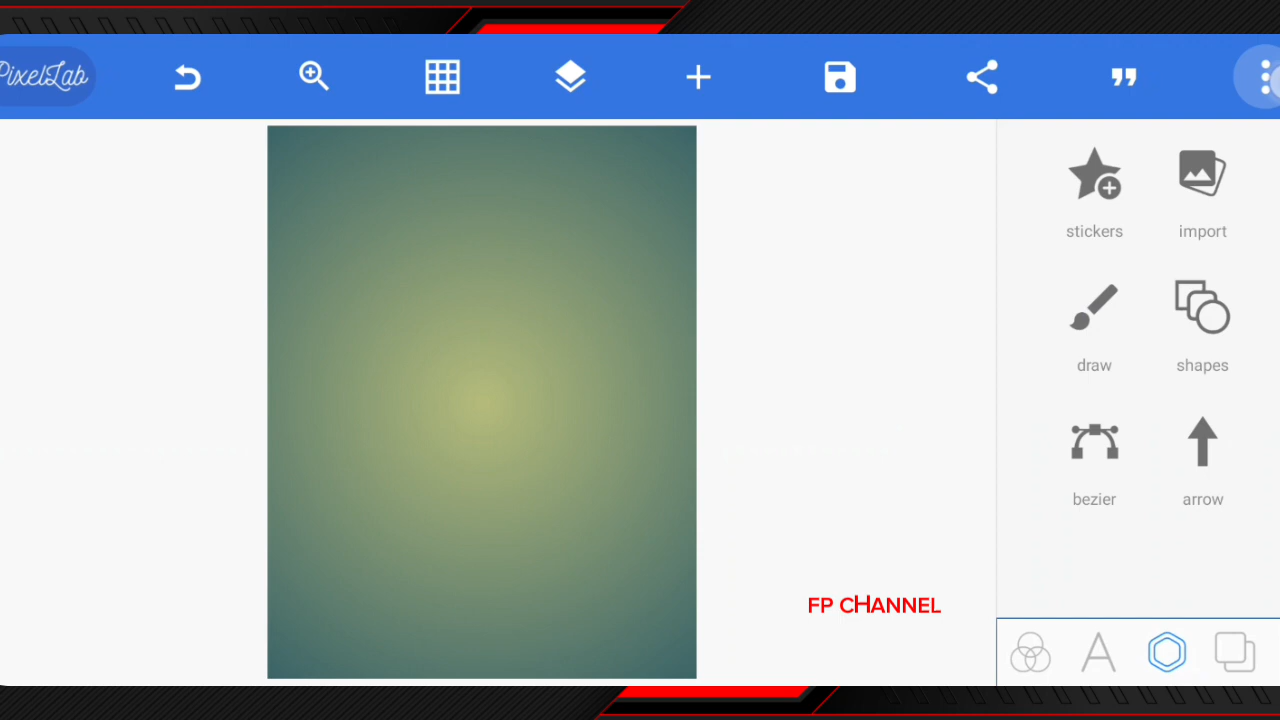 PixelLab
stickers
import
draw
shapes
bezier
arrow
FP CHANNEL